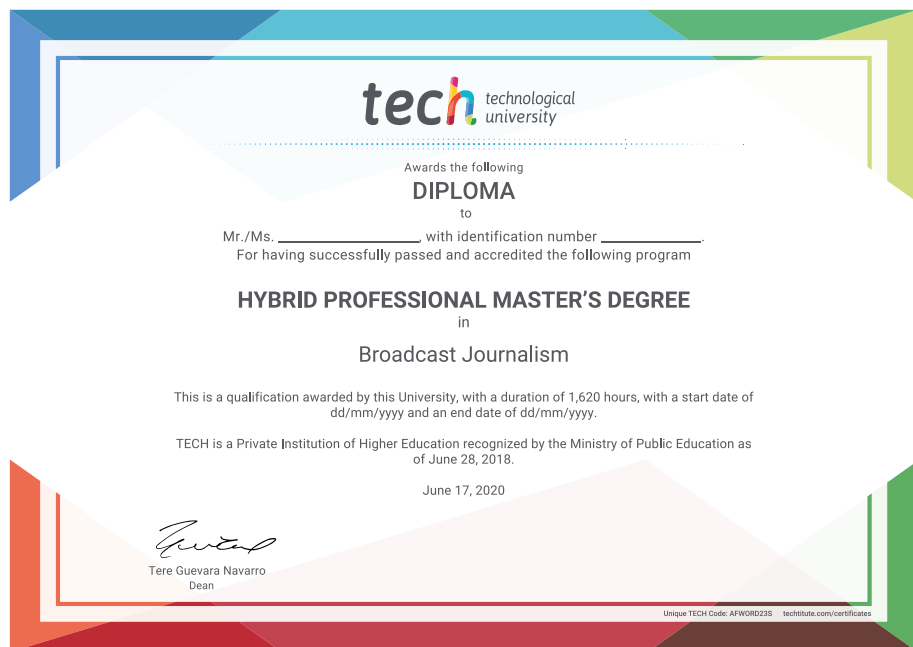 tech technological
university
Awards the following
DIPLOMA
to
Mr./Ms. ________________, with identification number ____________.
For having successfully passed and accredited the following program
HYBRID PROFESSIONAL MASTER'S DEGREE
in
Broadcast Journalism
This is a qualification awarded by this University, with a duration of 1,620 hours, with a start date of
dd/mm/yyyy and an end date of dd/mm/yyyy.
TECH is a Private Institution of Higher Education recognized by the Ministry of Public Education as
of June 28, 2018.
June 17, 2020
Tere Guevara Navarro
Dean
Unique TECH Code: AFWORD23S techtitute.com/certificates